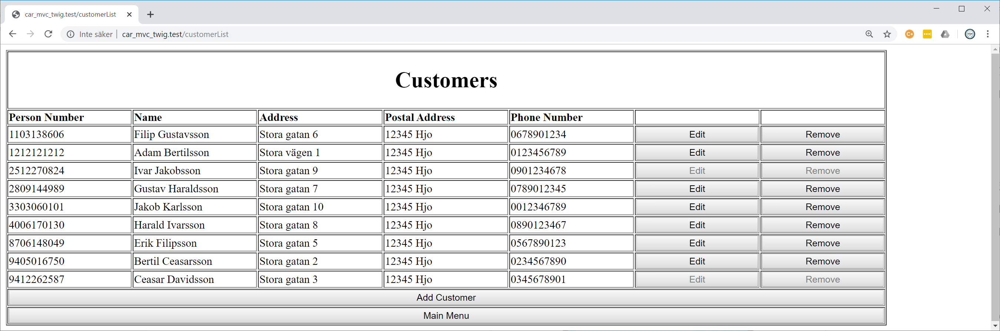 car_mvc_twig.test/customerList
Inte säker | car_mvc_twig.test/customerList
Customers
Person Number Name Address Postal Address Phone Number
1103138606 Filip Gustavsson Stora gatan 6 12345 Hjo 0678901234 Edit Remove
1212121212 Adam Bertilsson Stora vägen 1 12345 Hjo 0123456789 Edit Remove
2512270824 Ivar Jakobsson Stora gatan 9 12345 Hjo 0901234678 Edit Remove
2809144989 Gustav Haraldsson Stora gatan 7 12345 Hjo 0789012345 Edit Remove
3303060101 Jakob Karlsson Stora gatan 10 12345 Hjo 0012346789 Edit Remove
4006170130 Harald Ivarsson Stora gatan 8 12345 Hjo 0890123467 Edit Remove
8706148049 Erik Filipsson Stora gatan 5 12345 Hjo 0567890123 Edit Remove
9405016750 Bertil Ceasarsson Stora gatan 2 12345 Hjo 0234567890 Edit Remove
9412262587 Ceasar Davidsson Stora gatan 3 12345 Hjo 0345678901 Edit Remove
Add Customer
Main Menu